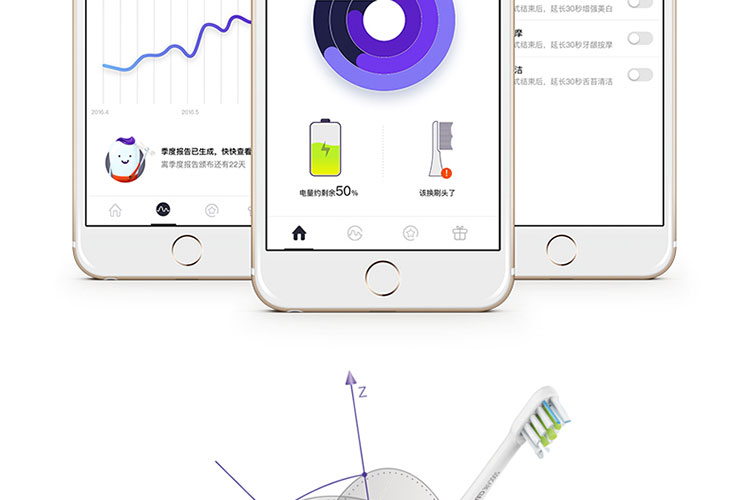 2016.4
2016.5
季度报告已生成，快快查看
离季度报告颁布还有22天
电量约剩余50%
该换刷头了
式结束后，延长30秒增强美白
摩
式结束后，延长30秒牙龈按摩
洁
式结束后，延长30秒舌苔清洁
Z